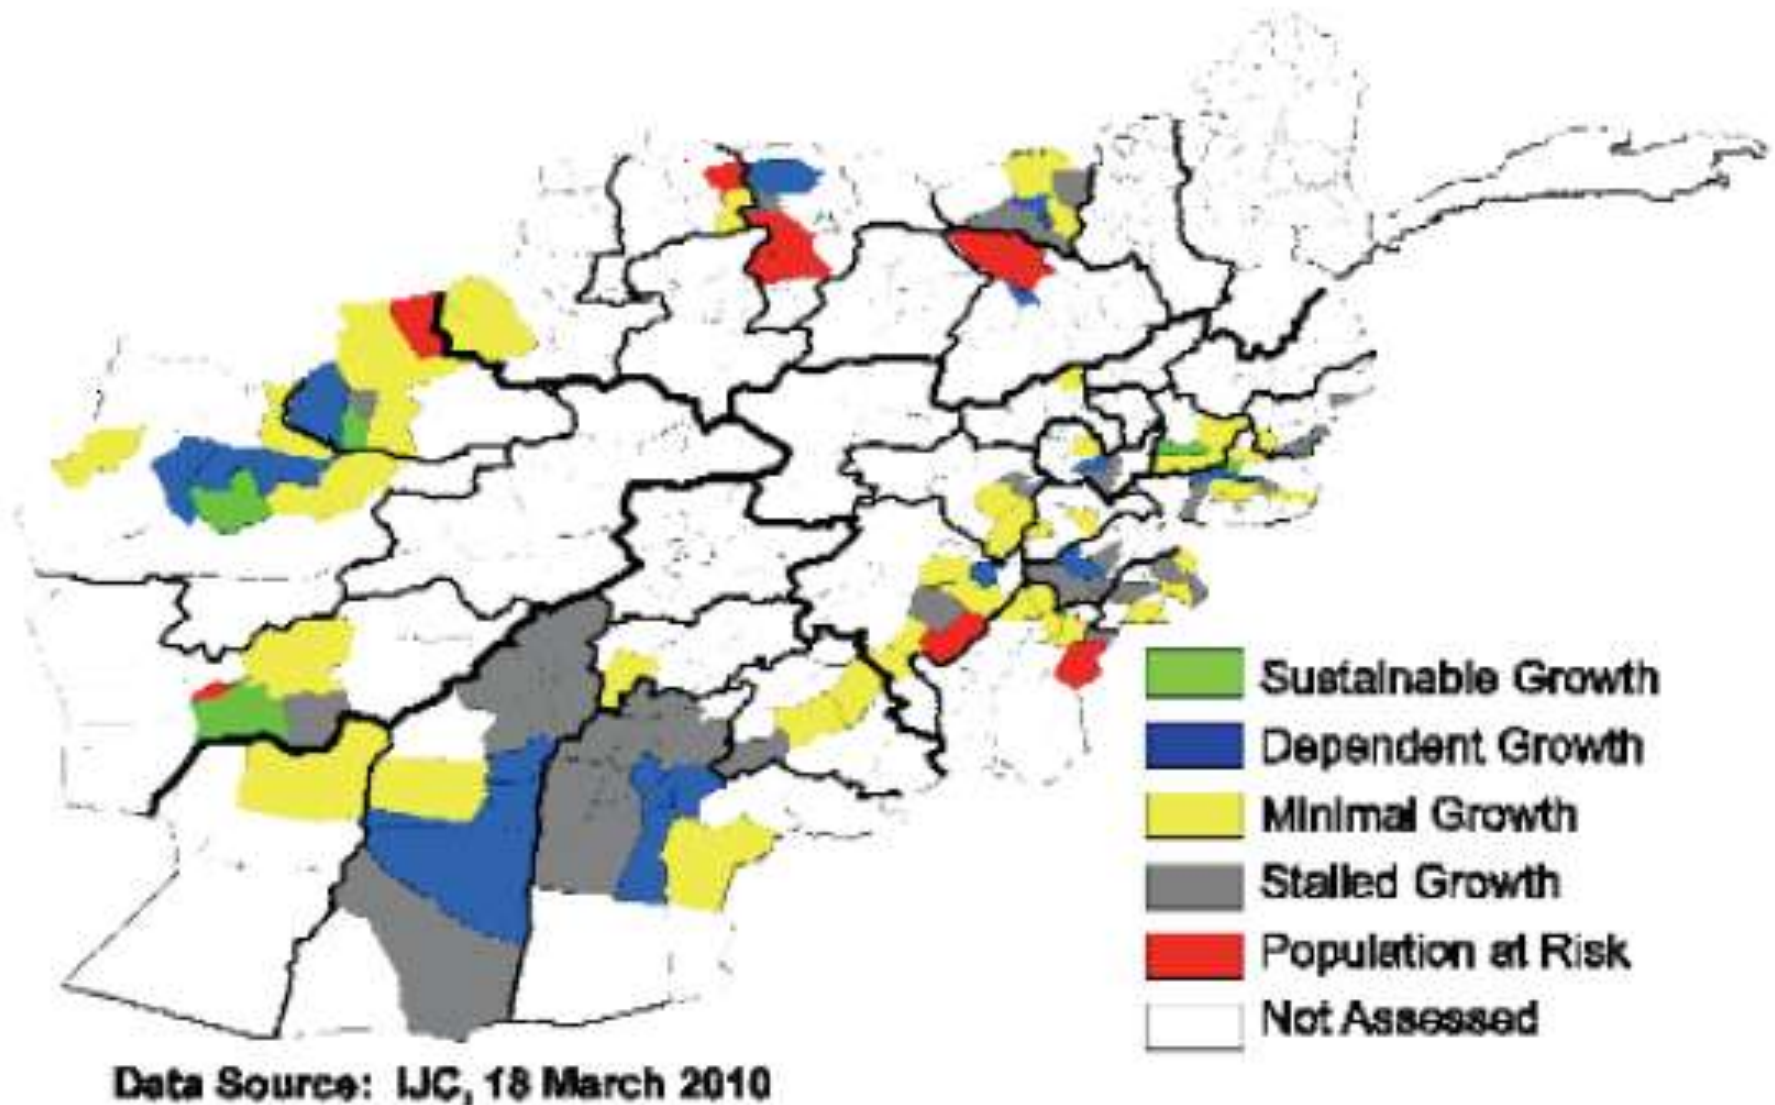 Sustainable Growth
Dependent Growth
Minimal Growth
Stalled Growth
Population at Risk
Not Assessed
Data Source: IJC, 18 March 2010